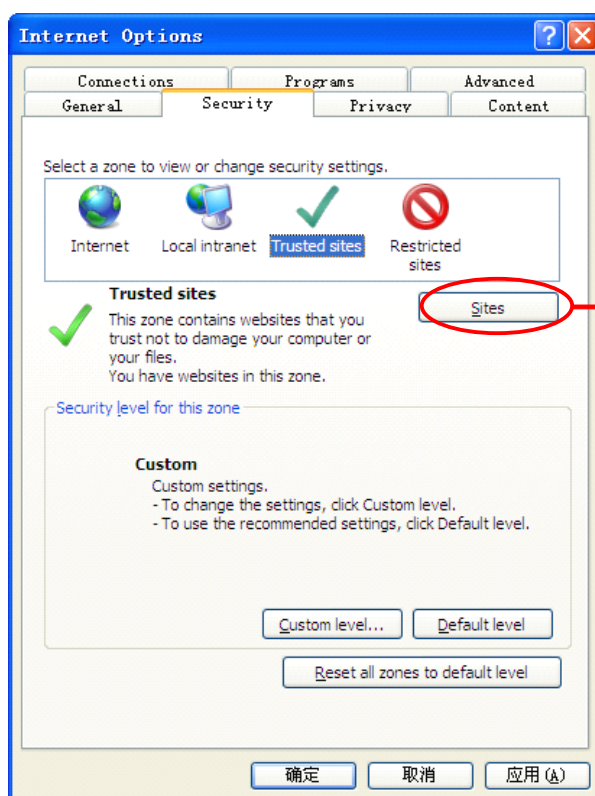 Internet Options
Connections Programs Advanced
General Security Privacy Content
Select a zone to view or change security settings.
Internet Local intranet Trusted sites Restricted
sites
Trusted sites
Sites
This zone contains websites that you
trust not to damage your computer or
your files.
You have websites in this zone.
Security level for this zone
Custom
Custom settings.
- To change the settings, click Custom level.
- To use the recommended settings, click Default level.
Custom level... Default level
Reset all zones to default level
确定 取消 应用(A)